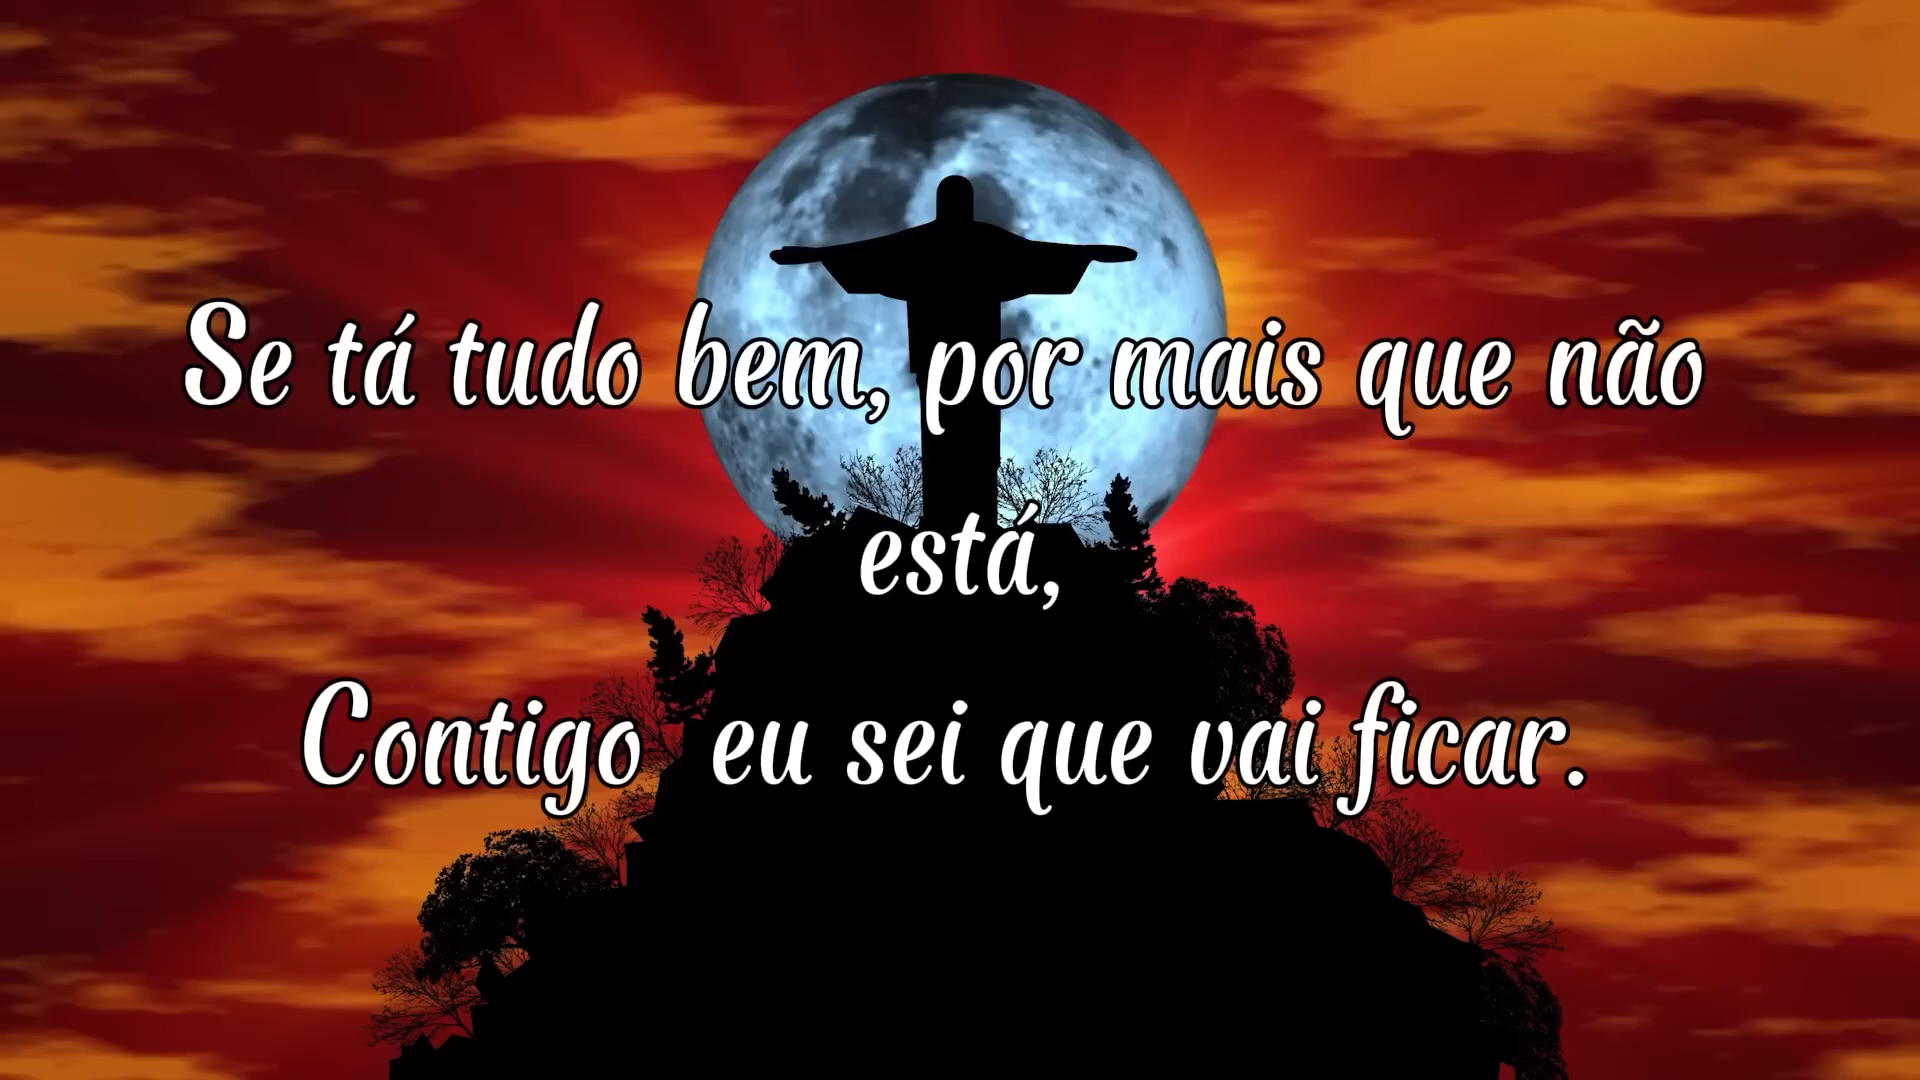 Se tá tudo bem, por mais que não
está,
Contigo  eu sei que vai ficar.